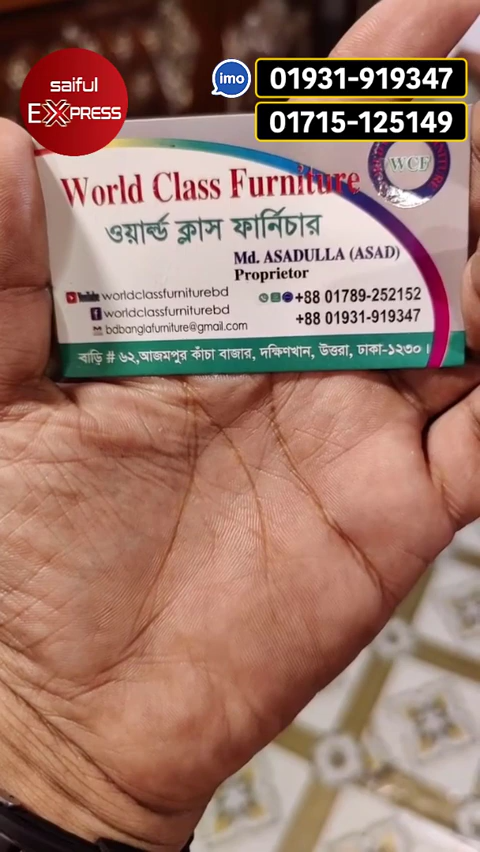 saiful
EXPRESS
imo
01931-919347
01715-125149
World Class Furniture
WCF
ওয়ার্ল্ড ক্লাস ফার্নিচার
Md. ASADULLA (ASAD)
Proprietor
YouTube worldclassfurniturebd
+88 01789-252152
f worldclassfurniturebd
+88 01931-919347
bdbanglafurniture@gmail.com
বাড়ি # ৬২,আজমপুর কাঁচা বাজার, দক্ষিণখান, উত্তরা, ঢাকা-১২৩০।